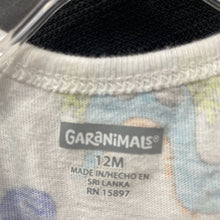 GARANIMALS®
12M
MADE IN/HECHO EN
SRI LANKA
RN 15897